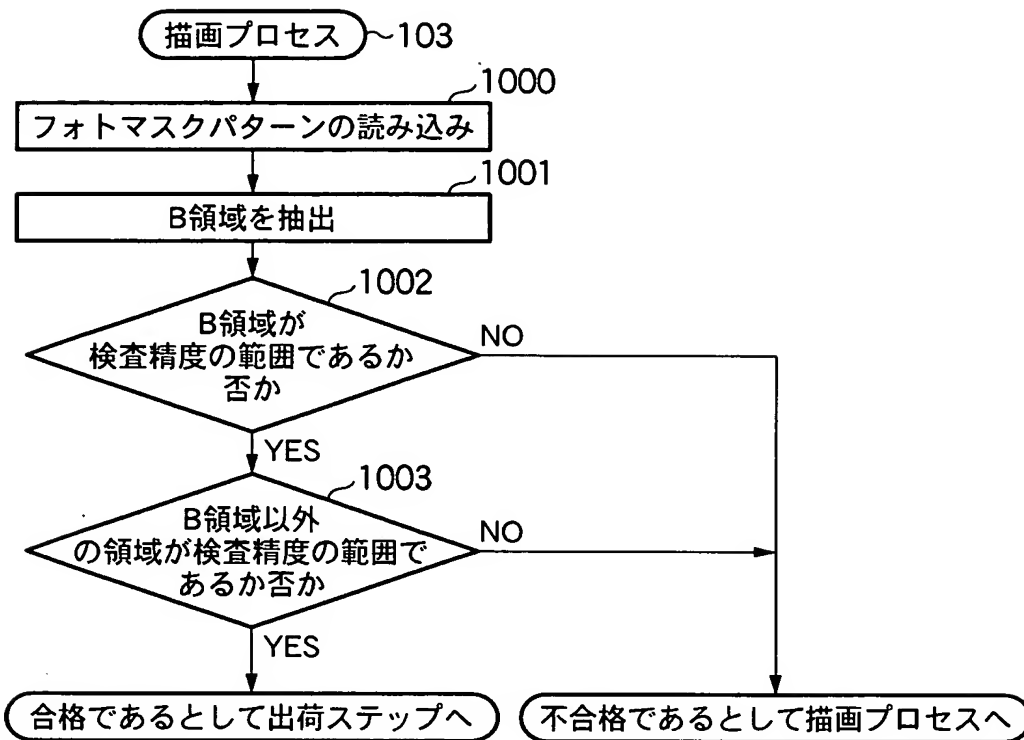 描画プロセス 103
1000
フォトマスクパターンの読み込み
1001
B領域を抽出
1002
B領域が
検査精度の範囲であるか
否か
NO
YES
1003
B領域以外
の領域が検査精度の範囲で
あるか否か
NO
YES
合格であるとして出荷ステップへ
不合格であるとして描画プロセスへ